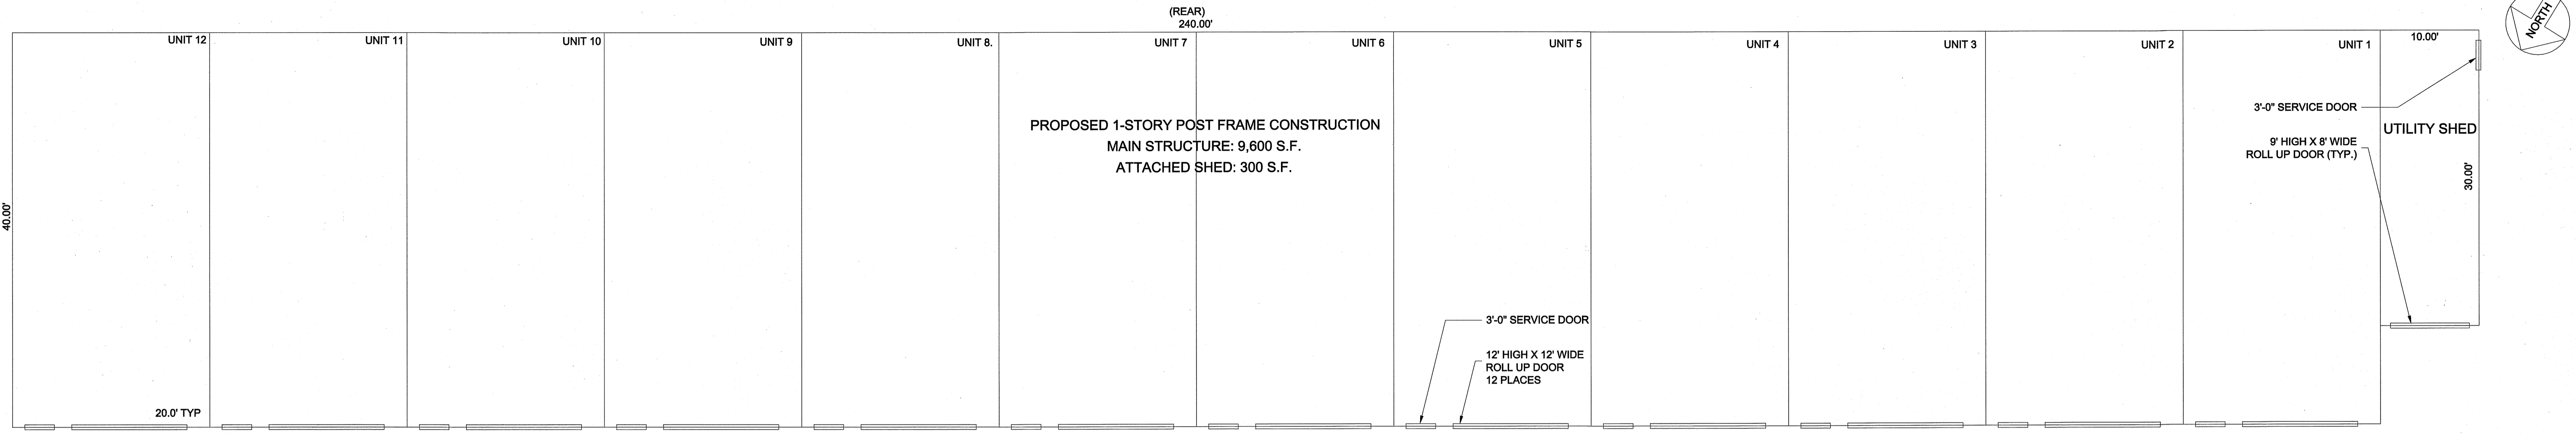 (REAR)
240.00'
NORTH
UNIT 12
UNIT 11
UNIT 10
UNIT 9
UNIT 8.
UNIT 7
UNIT 6
UNIT 5
UNIT 4
UNIT 3
UNIT 2
UNIT 1
10.00'
3'-0" SERVICE DOOR
UTILITY SHED
9' HIGH X 8' WIDE
ROLL UP DOOR (TYP.)
30.00'
PROPOSED 1-STORY POST FRAME CONSTRUCTION
MAIN STRUCTURE: 9,600 S.F.
ATTACHED SHED: 300 S.F.
40.00'
3'-0" SERVICE DOOR
12' HIGH X 12' WIDE
ROLL UP DOOR
12 PLACES
20.0' TYP